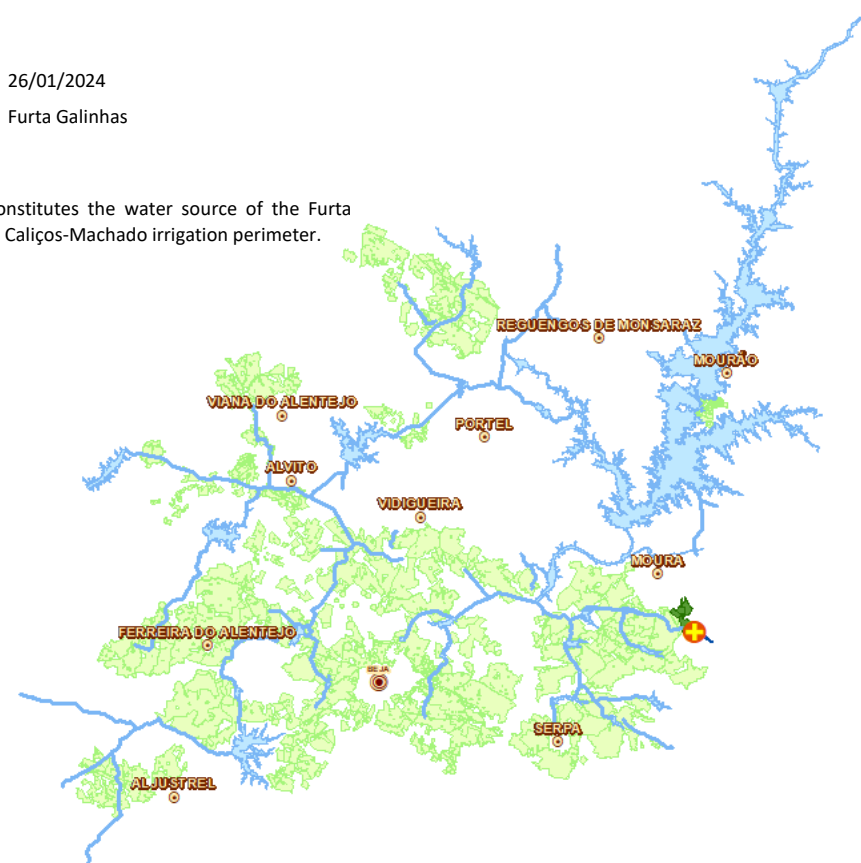 26/01/2024
Furta Galinhas
onstitutes the water source of the Furta
Caliços-Machado irrigation perimeter.
REGUENGOS DE MONSARAZ
MOURÃO
VIANA DO ALENTEJO
PORTEL
ALVITO
VIDIGUEIRA
MOURA
FERREIRA DO ALENTEJO
BEJA
SERPA
ALJUSTREL